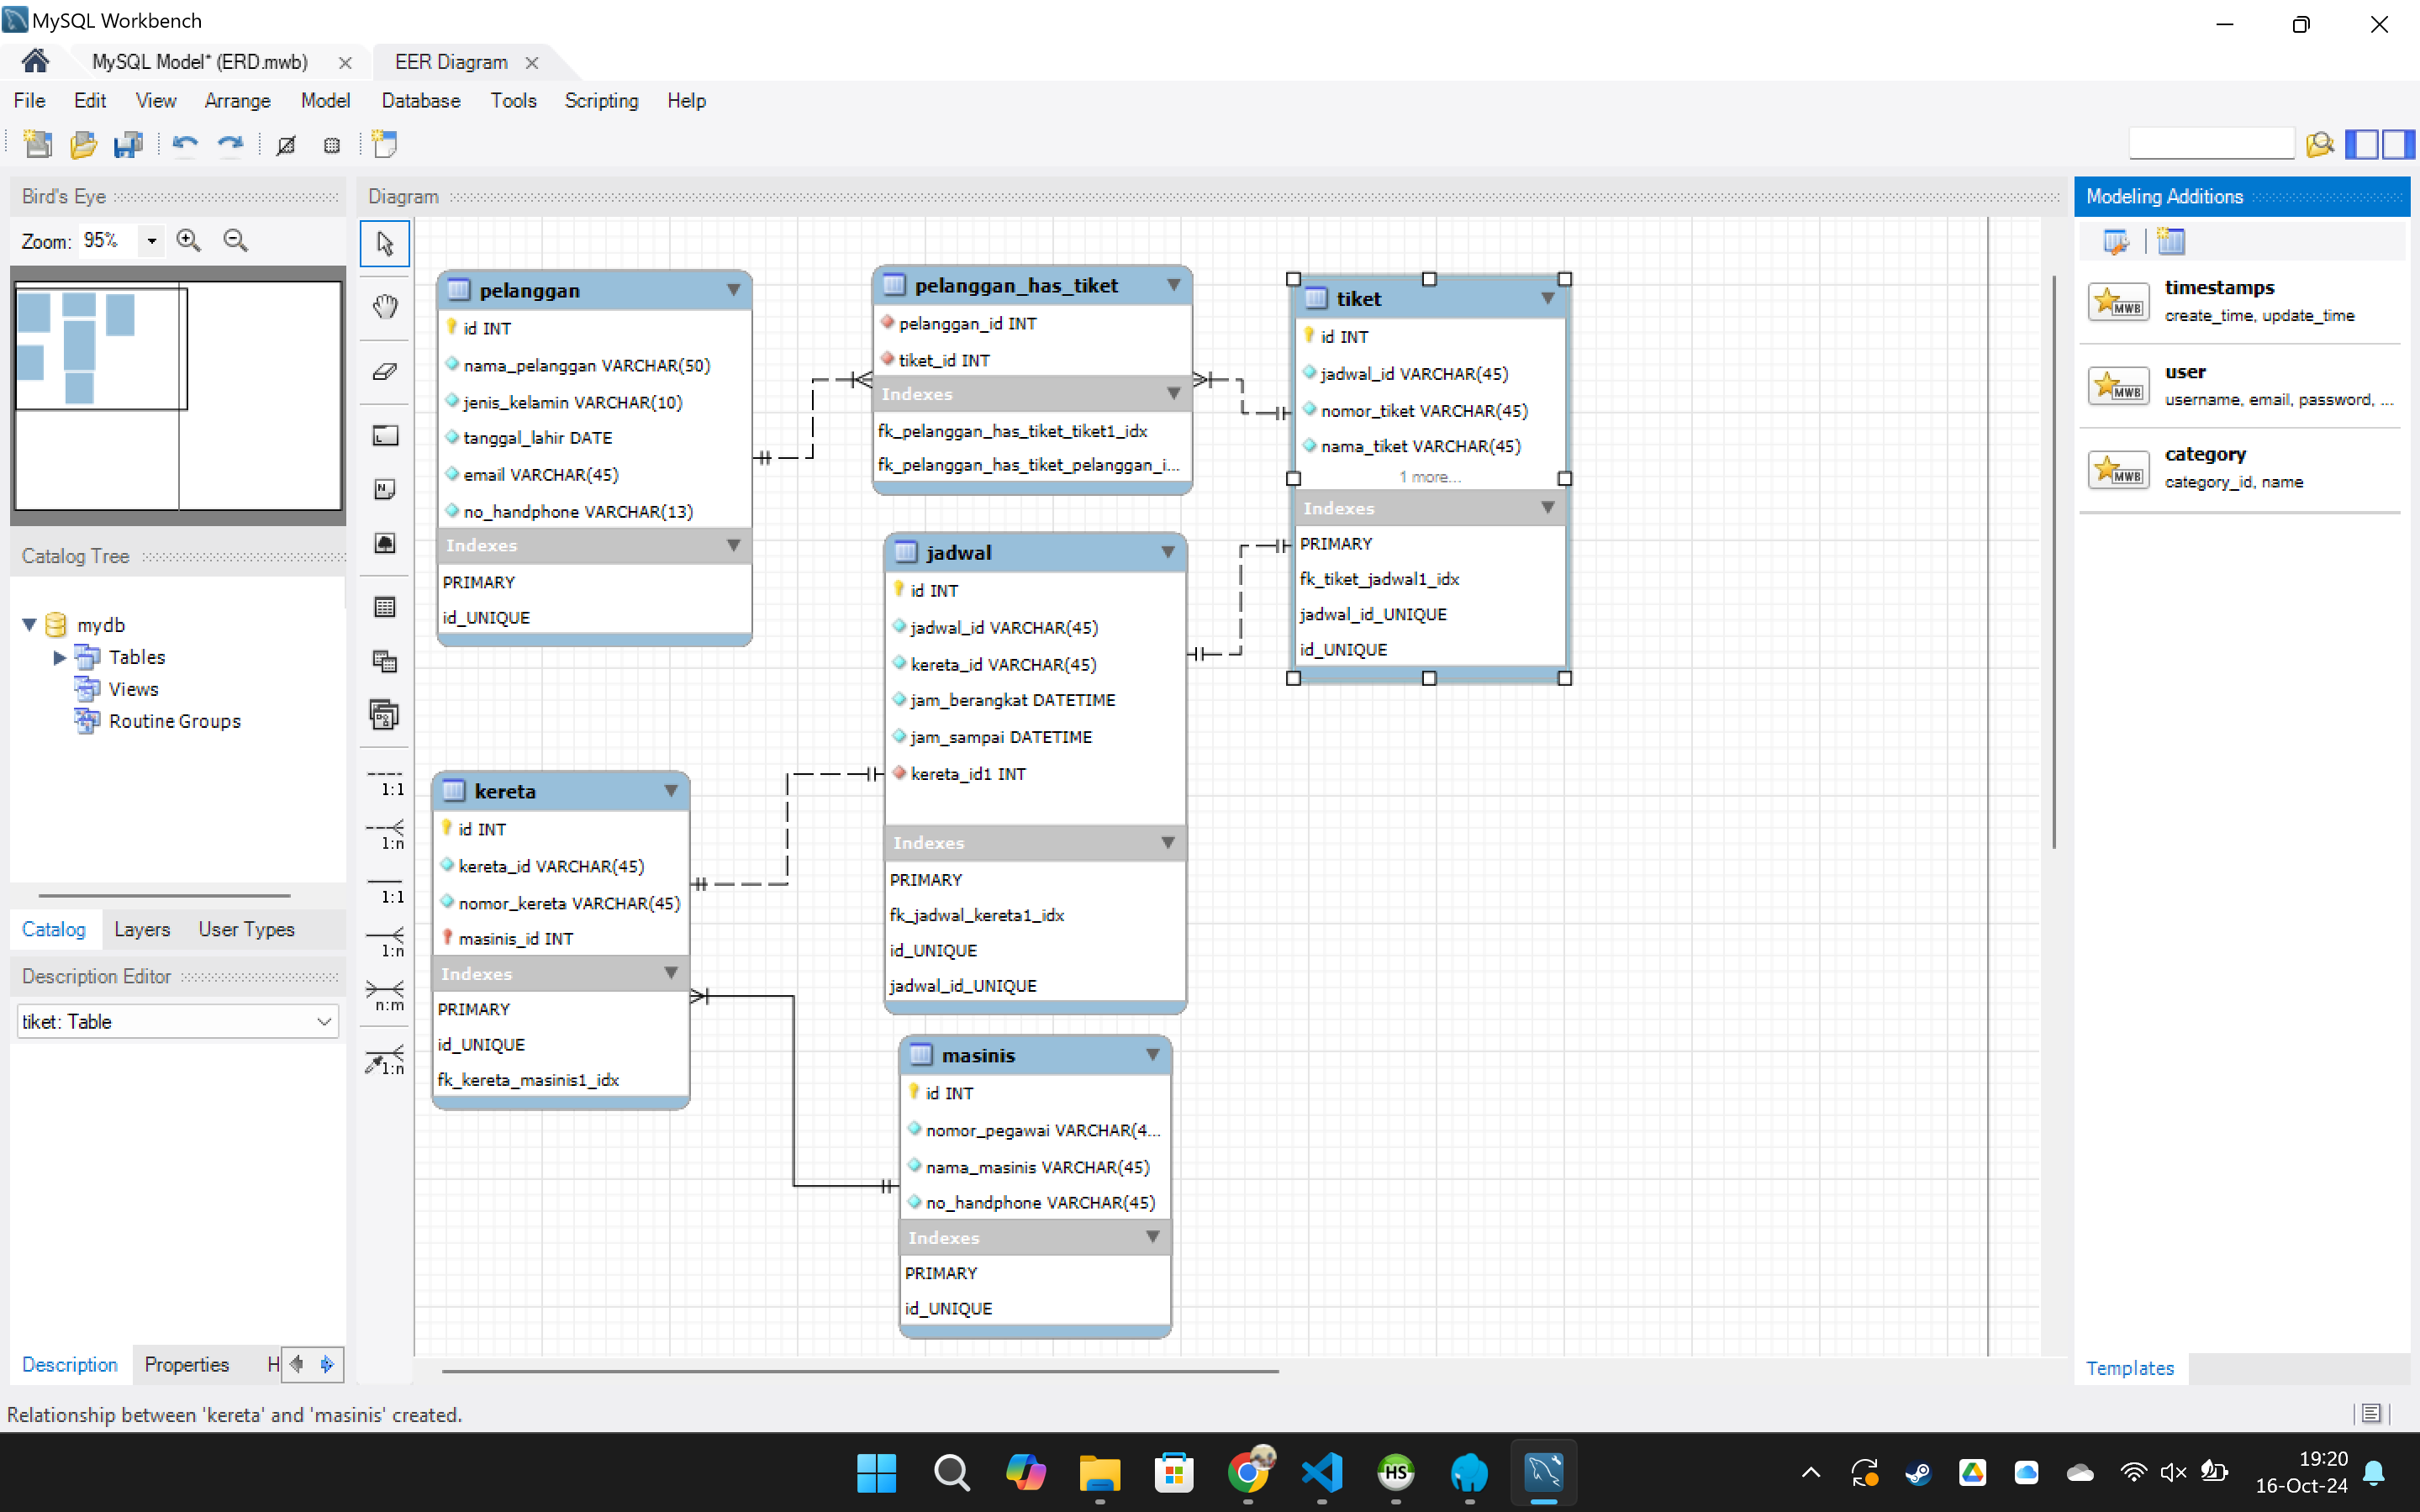 MySQL Workbench
MySQL Model* (ERD.mwb)
EER Diagram
File Edit View Arrange Model Database Tools Scripting Help
Bird's Eye
Zoom: 95%
Catalog Tree
mydb
Tables
Views
Routine Groups
Catalog Layers User Types
Description Editor
tiket: Table
Description Properties H
Diagram
1:1
1:n
1:1
1:n
n:m
1:n
pelanggan
id INT
nama_pelanggan VARCHAR(50)
jenis_kelamin VARCHAR(10)
tanggal_lahir DATE
email VARCHAR(45)
no_handphone VARCHAR(13)
Indexes
PRIMARY
id_UNIQUE
pelanggan_has_tiket
pelanggan_id INT
tiket_id INT
Indexes
fk_pelanggan_has_tiket_tiket1_idx
fk_pelanggan_has_tiket_pelanggan_i...
tiket
id INT
jadwal_id VARCHAR(45)
nomor_tiket VARCHAR(45)
nama_tiket VARCHAR(45)
1 more...
Indexes
PRIMARY
fk_tiket_jadwal1_idx
jadwal_id_UNIQUE
id_UNIQUE
jadwal
id INT
jadwal_id VARCHAR(45)
kereta_id VARCHAR(45)
jam_berangkat DATETIME
jam_sampai DATETIME
kereta_id1 INT
Indexes
PRIMARY
fk_jadwal_kereta1_idx
id_UNIQUE
jadwal_id_UNIQUE
kereta
id INT
kereta_id VARCHAR(45)
nomor_kereta VARCHAR(45)
masinis_id INT
Indexes
PRIMARY
id_UNIQUE
fk_kereta_masinis1_idx
masinis
id INT
nomor_pegawai VARCHAR(4...
nama_masinis VARCHAR(45)
no_handphone VARCHAR(45)
Indexes
PRIMARY
id_UNIQUE
Modeling Additions
MWB
timestamps
create_time, update_time
MWB
user
username, email, password, ...
MWB
category
category_id, name
Templates
Relationship between 'kereta' and 'masinis' created.
HS
19:20
16-Oct-24